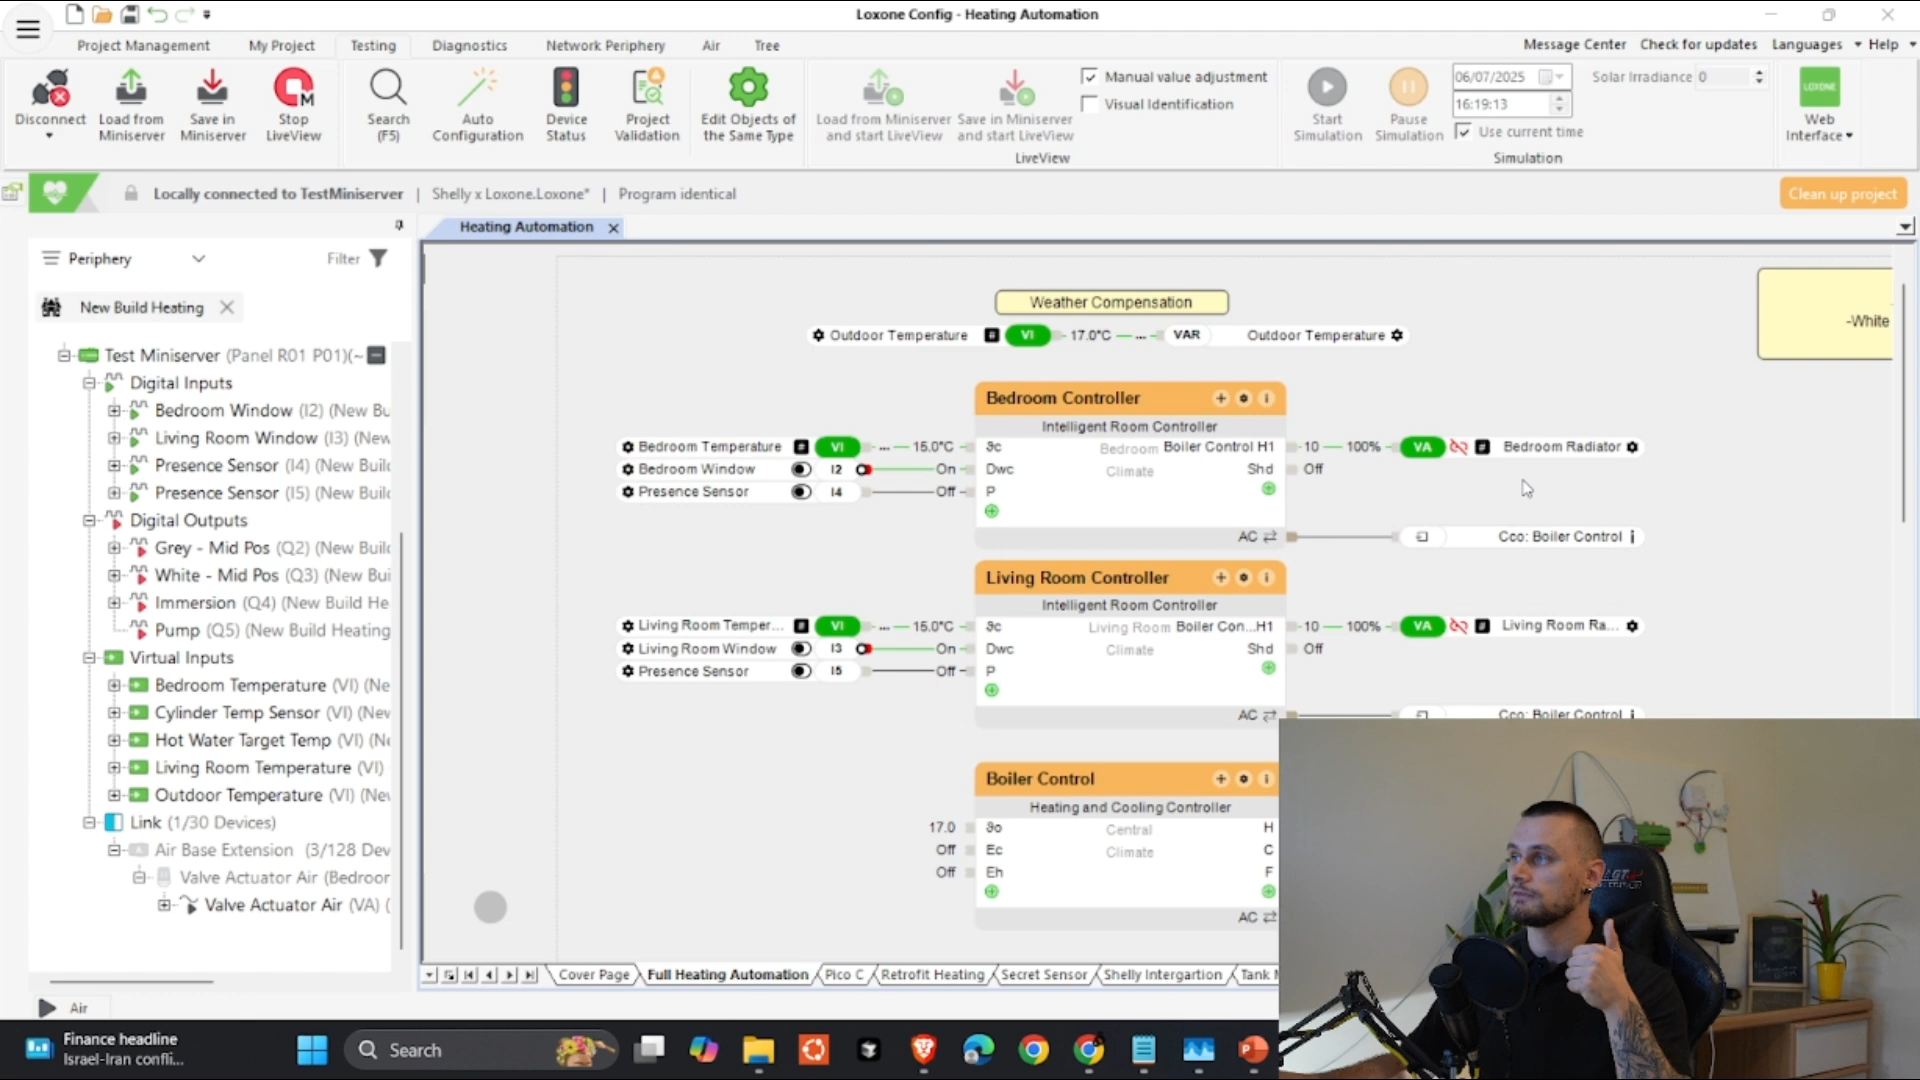 Loxone Config - Heating Automation
Project Management
My Project
Testing
Diagnostics
Network Periphery
Air
Tree
Message Center
Check for updates
Languages
Help
Disconnect
Load from Miniserver
Save in Miniserver
Stop LiveView
Search (F5)
Auto Configuration
Device Status
Project Validation
Edit Objects of the Same Type
Load from Miniserver and start LiveView
Save in Miniserver and start LiveView
Manual value adjustment
Visual Identification
LiveView
Start Simulation
Pause Simulation
06/07/2025
16:19:13
Use current time
Solar Irradiance 0
Simulation
LOXONE
Web Interface
Locally connected to TestMiniserver | Shelly x Loxone.Loxone* | Program identical
Clean up project
Periphery
Filter
New Build Heating
Test Miniserver (Panel R01 P01)(~
Digital Inputs
Bedroom Window (I2) (New Bu
Living Room Window (I3) (New
Presence Sensor (I4) (New Build
Presence Sensor (I5) (New Build
Digital Outputs
Grey - Mid Pos (Q2) (New Build
White - Mid Pos (Q3) (New Bui
Immersion (Q4) (New Build He
Pump (Q5) (New Build Heating
Virtual Inputs
Bedroom Temperature (VI) (Ne
Cylinder Temp Sensor (VI) (New
Hot Water Target Temp (VI) (Ne
Living Room Temperature (VI)
Outdoor Temperature (VI) (New
Link (1/30 Devices)
Air Base Extension (3/128 Dev
Valve Actuator Air (Bedroor
Valve Actuator Air (VA) (
Air
Heating Automation
Weather Compensation
Outdoor Temperature VI 17.0°C ... VAR Outdoor Temperature
-White
Bedroom Controller
Intelligent Room Controller
Bedroom Temperature VI ... 15.0°C ϑc Bedroom Boiler Control H1 10 100% VA Bedroom Radiator
Bedroom Window I2 On Dwc Climate Shd Off
Presence Sensor I4 Off P
AC Cco: Boiler Control
Living Room Controller
Intelligent Room Controller
Living Room Temper... VI ... 15.0°C ϑc Living Room Boiler Con...H1 10 100% VA Living Room Ra...
Living Room Window I3 On Dwc Climate Shd Off
Presence Sensor I5 Off P
AC Cco: Boiler Control
Boiler Control
Heating and Cooling Controller
17.0 ϑo Central H
Off Ec Climate C
Off Eh F
AC
Cover Page
Full Heating Automation
Pico C
Retrofit Heating
Secret Sensor
Shelly Intergartion
Tank
Finance headline
Israel-Iran confli...
Search